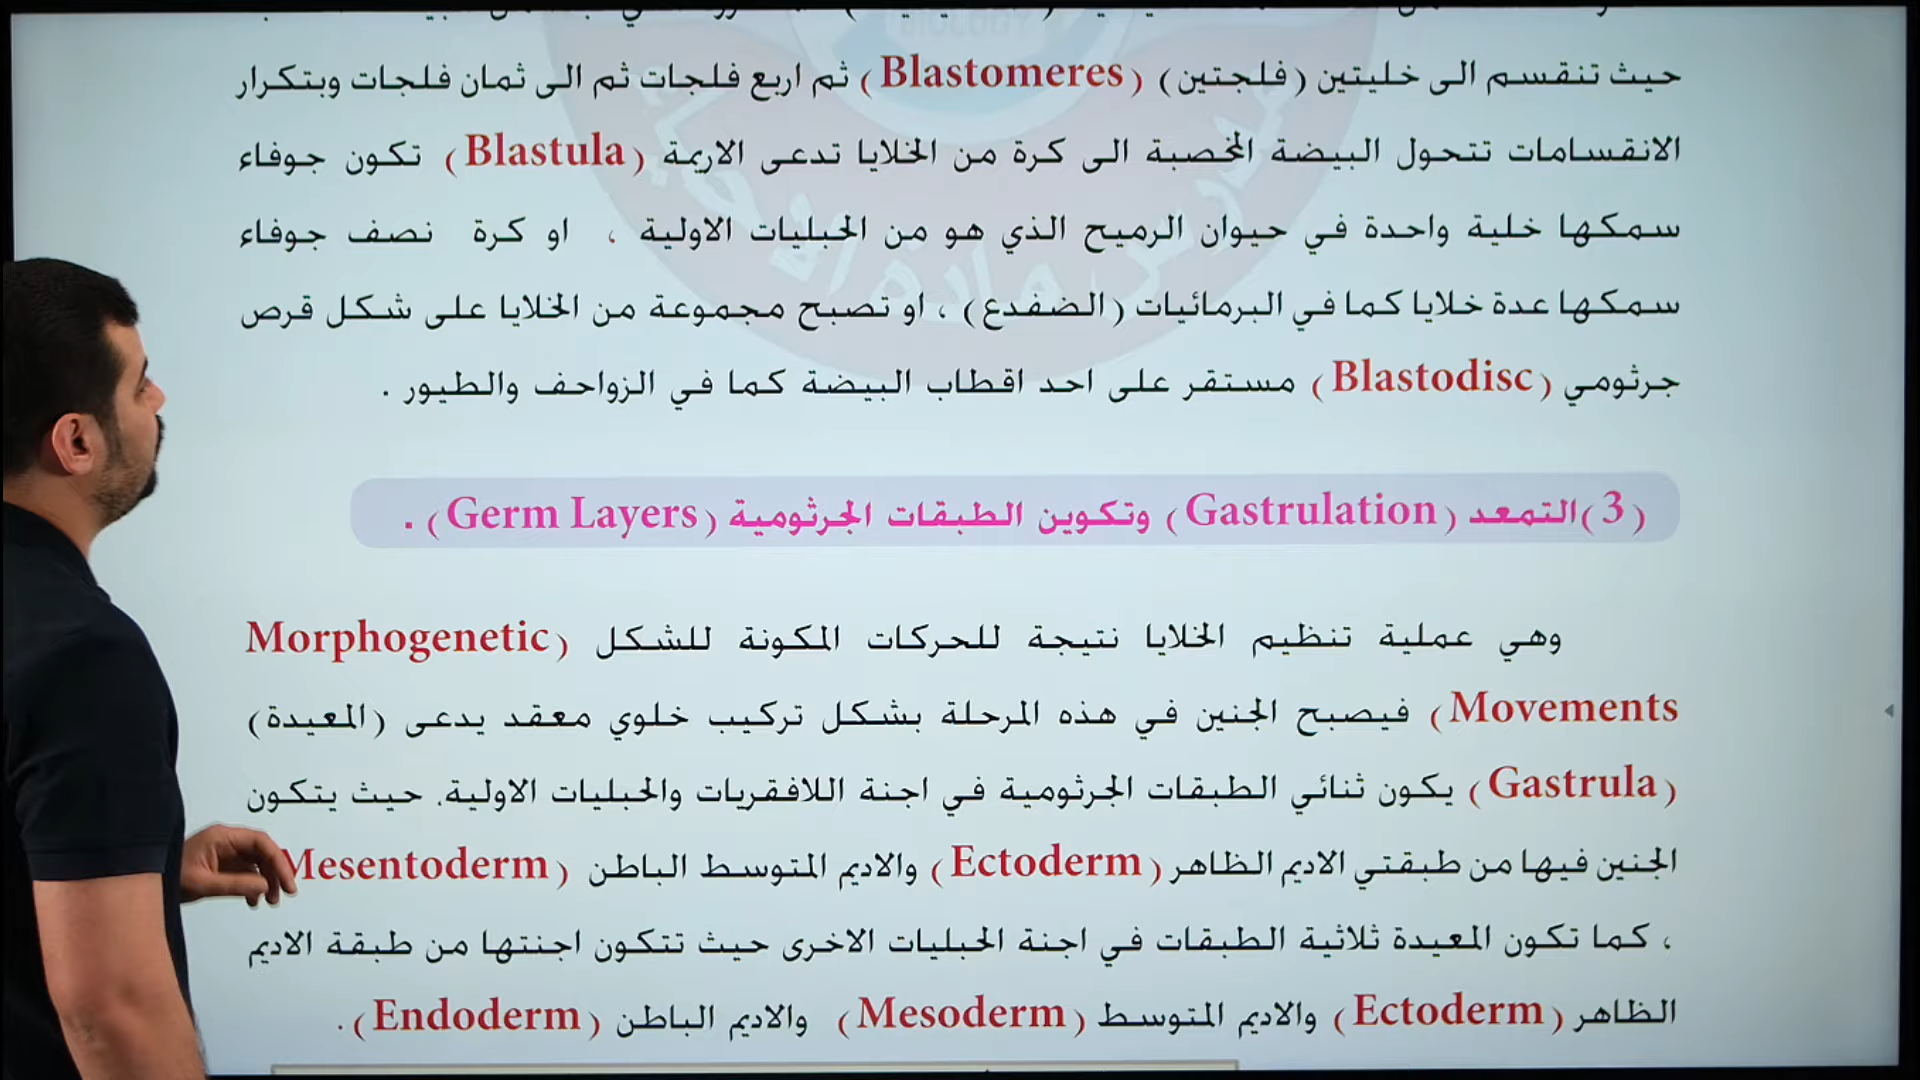 BIOLOGY
حيث تنقسم الى خليتين (فلجتين) (Blastomeres) ثم اربع فلجات ثم الى ثمان فلجات وبتكرار
الانقسامات تتحول البيضة المخصبة الى كرة من الخلايا تدعى الاريمة (Blastula) تكون جوفاء
سمكها خلية واحدة في حيوان الرميح الذي هو من الحبليات الاولية ، او كرة نصف جوفاء
سمكها عدة خلايا كما في البرمائيات (الضفدع) ، او تصبح مجموعة من الخلايا على شكل قرص
جرثومي (Blastodisc) مستقر على احد اقطاب البيضة كما في الزواحف والطيور .
(3) التمعد (Gastrulation) وتكوين الطبقات الجرثومية (Germ Layers) .
وهي عملية تنظيم الخلايا نتيجة للحركات المكونة للشكل (Morphogenetic
Movements) فيصبح الجنين في هذه المرحلة بشكل تركيب خلوي معقد يدعى (المعيدة)
(Gastrula) يكون ثنائي الطبقات الجرثومية في اجنة اللافقريات والحبليات الاولية. حيث يتكون
الجنين فيها من طبقتي الاديم الظاهر (Ectoderm) والاديم المتوسط الباطن (Mesentoderm
، كما تكون المعيدة ثلاثية الطبقات في اجنة الحبليات الاخرى حيث تتكون اجنتها من طبقة الاديم
الظاهر (Ectoderm) والاديم المتوسط (Mesoderm) والاديم الباطن (Endoderm) .